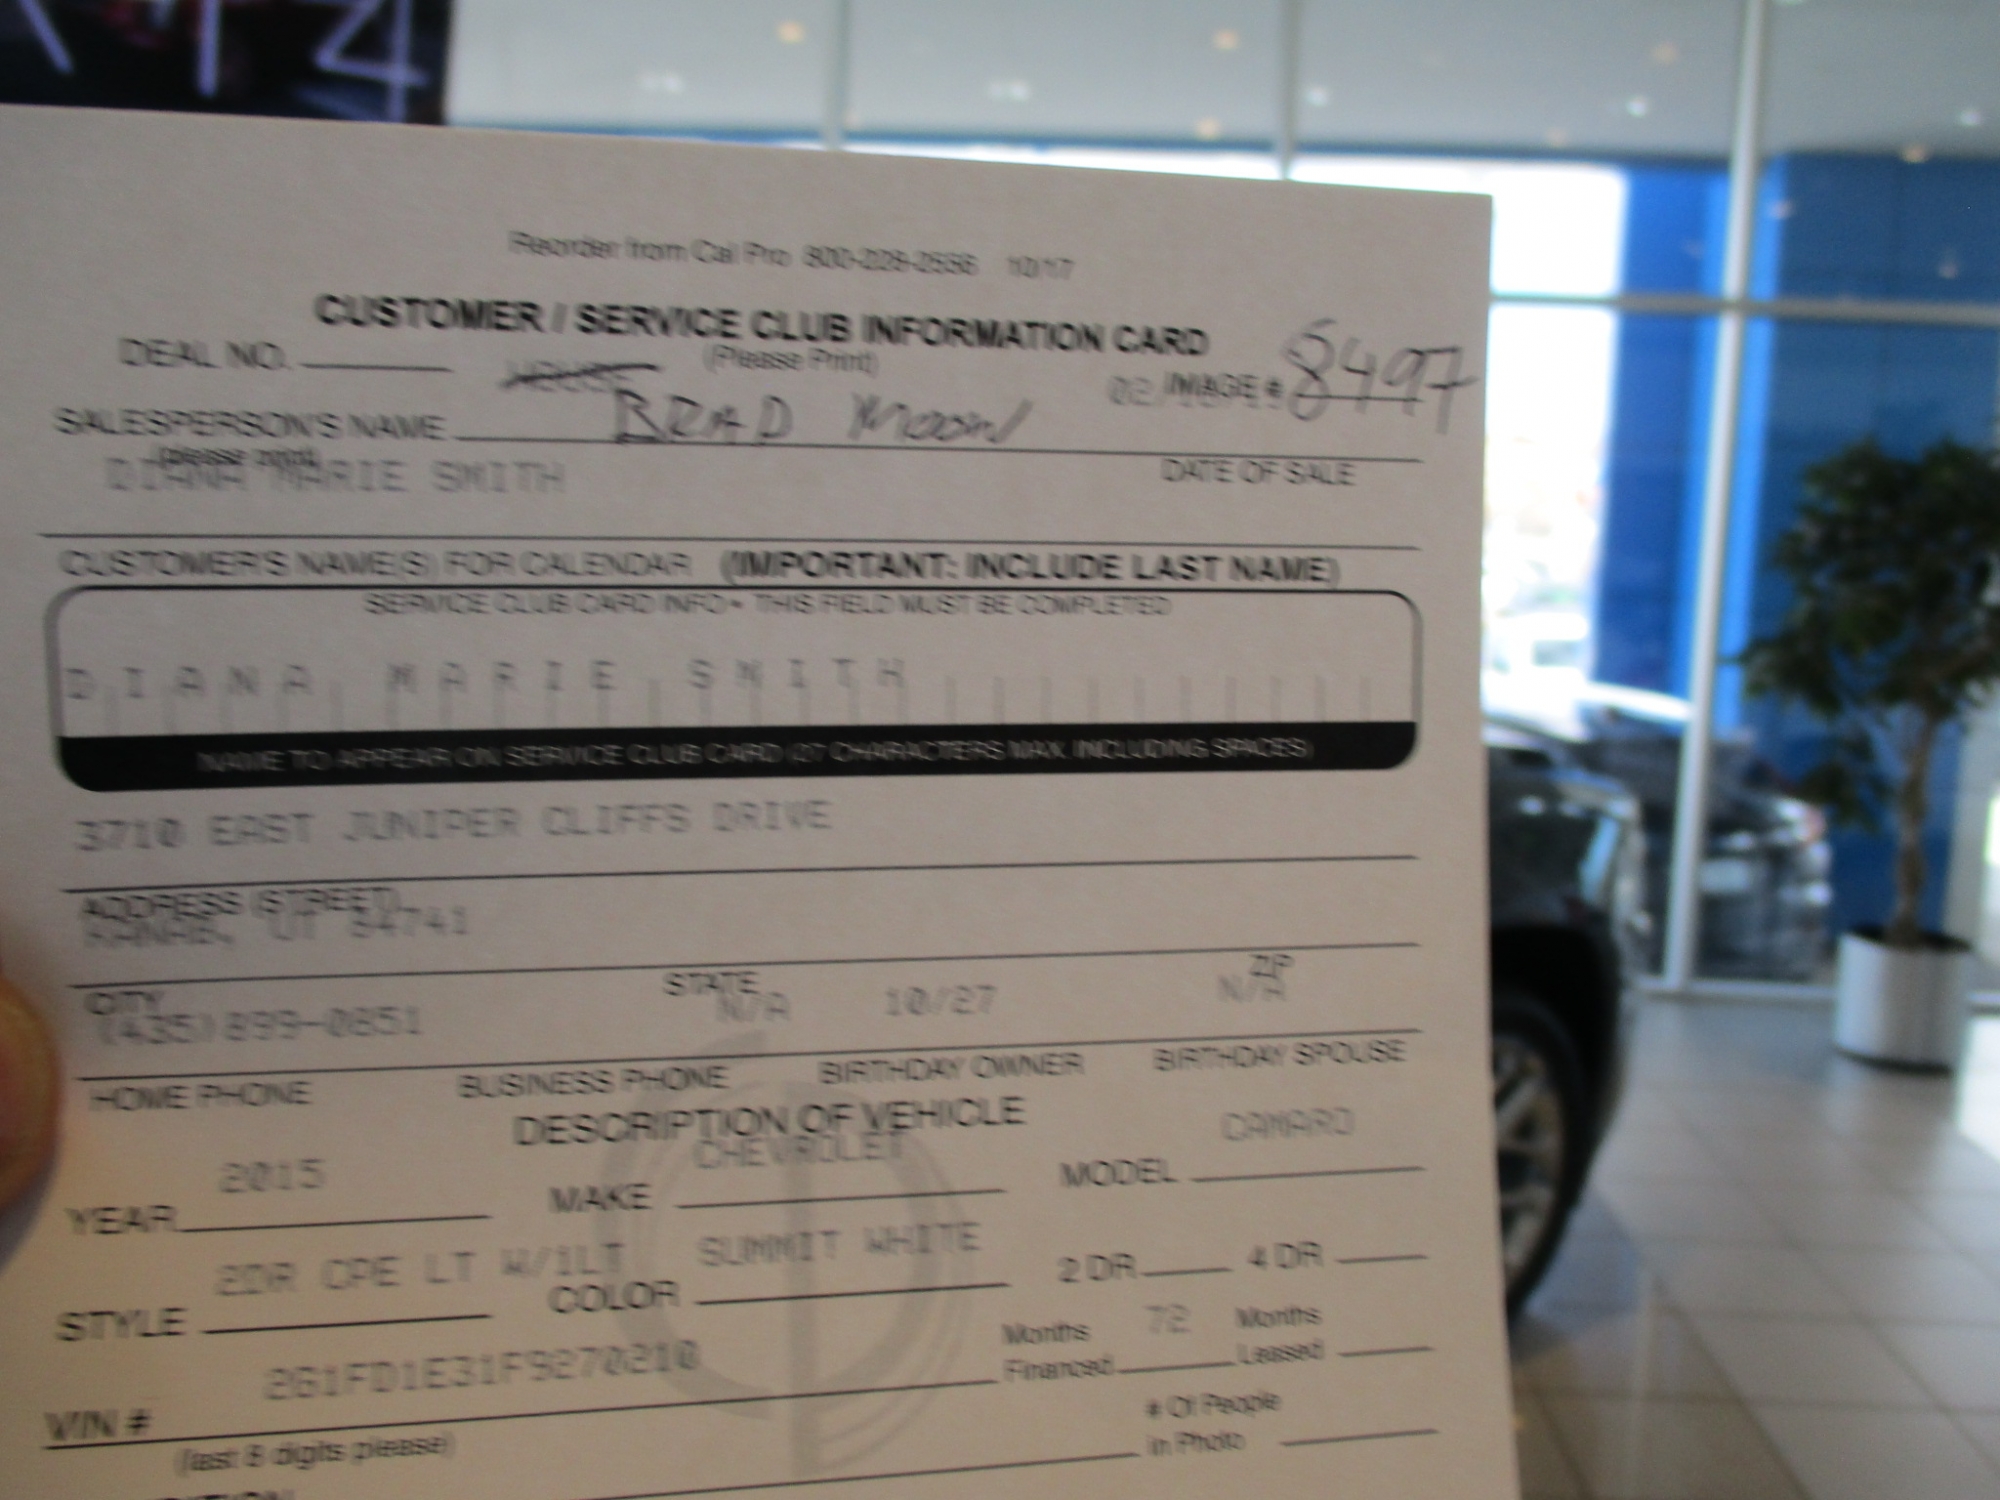 Reorder from Cal Pro 800-228-2556 10/17
CUSTOMER / SERVICE CLUB INFORMATION CARD
(Please Print)
DEAL NO.
HOUSE
IMAGE # 8497
SALESPERSON'S NAME BRAD MOON
(please print)
DATE OF SALE
DIANA MARIE SMITH
CUSTOMER'S NAME(S) FOR CALENDAR (IMPORTANT: INCLUDE LAST NAME)
SERVICE CLUB CARD INFO • THIS FIELD MUST BE COMPLETED
DIANA MARIE SMITH
NAME TO APPEAR ON SERVICE CLUB CARD (27 CHARACTERS MAX. INCLUDING SPACES)
3710 EAST JUNIPER CLIFFS DRIVE
ADDRESS (STREET)
KANAB, UT 84741
CITY STATE ZIP
(435)899-0851 N/A 10/27 N/A
HOME PHONE BUSINESS PHONE BIRTHDAY OWNER BIRTHDAY SPOUSE
DESCRIPTION OF VEHICLE
YEAR 2015 MAKE CHEVROLET MODEL CAMARO
STYLE 2DR CPE LT W/1LT COLOR SUMMIT WHITE 2 DR 4 DR
Months Financed 72 Months Leased
VIN # 2G1FD1E31F9270210
(last 8 digits please)
# Of People in Photo